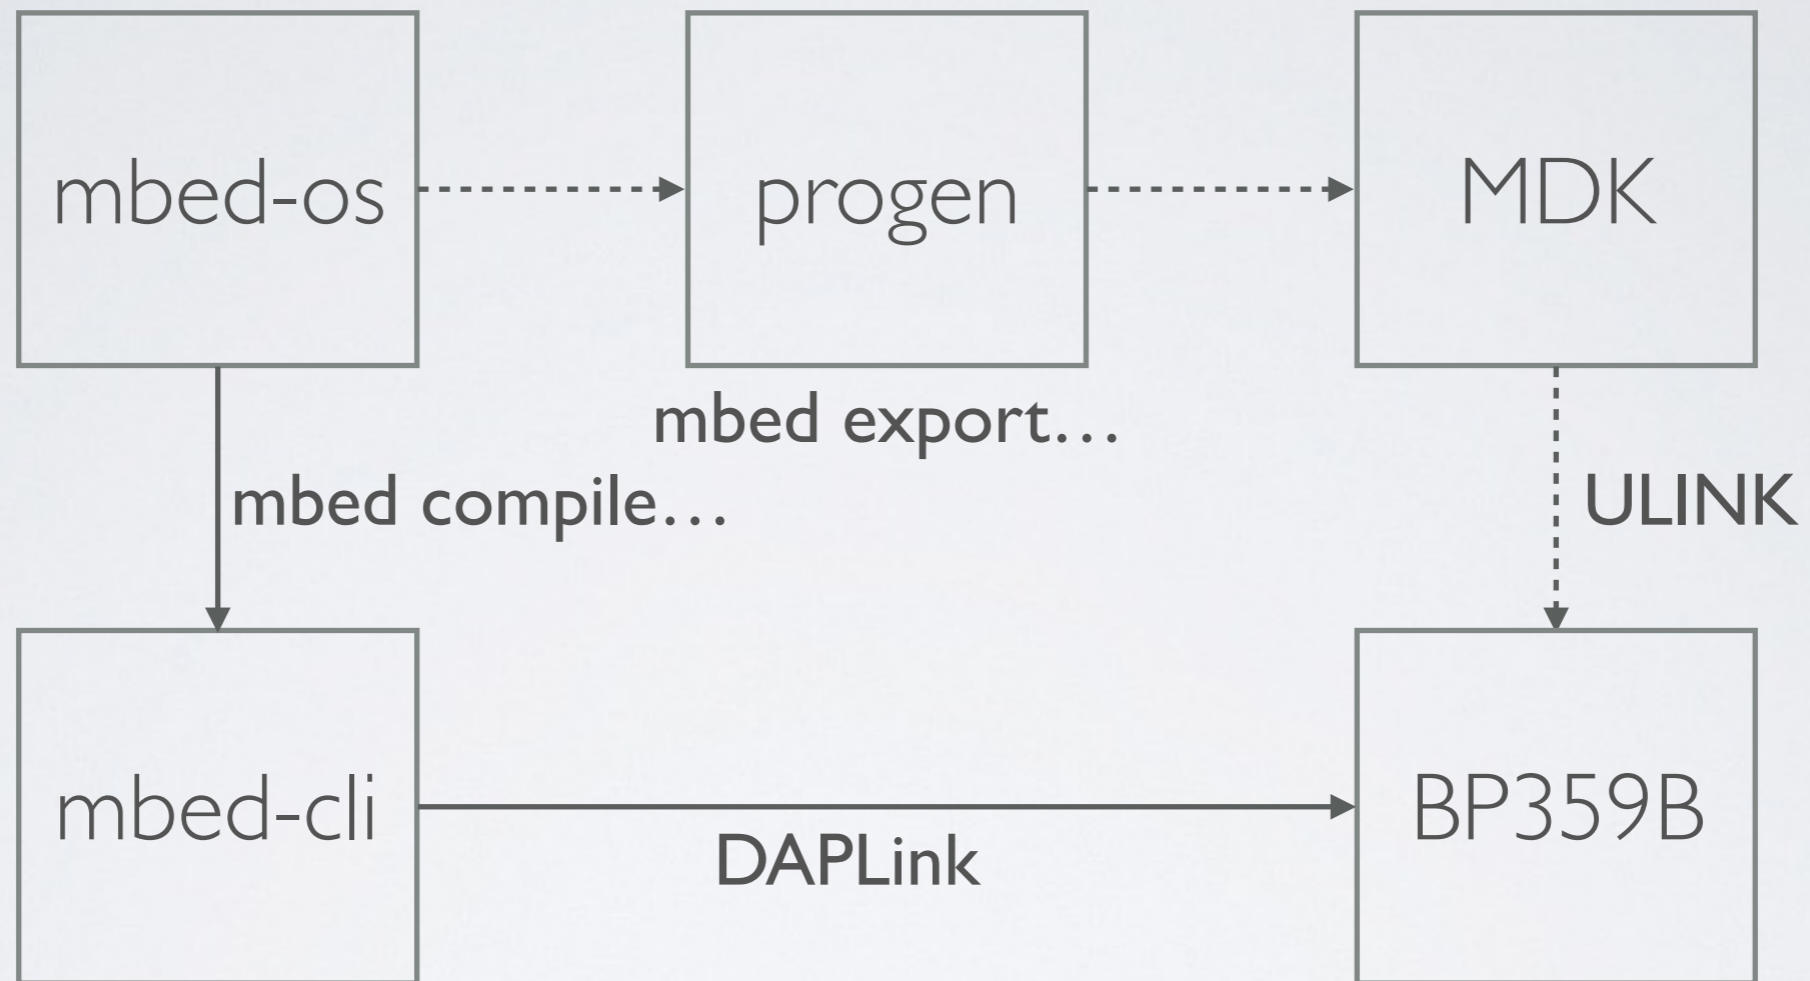 mbed-os
progen
MDK
mbed export…
mbed compile…
ULINK
mbed-cli
DAPLink
BP359B